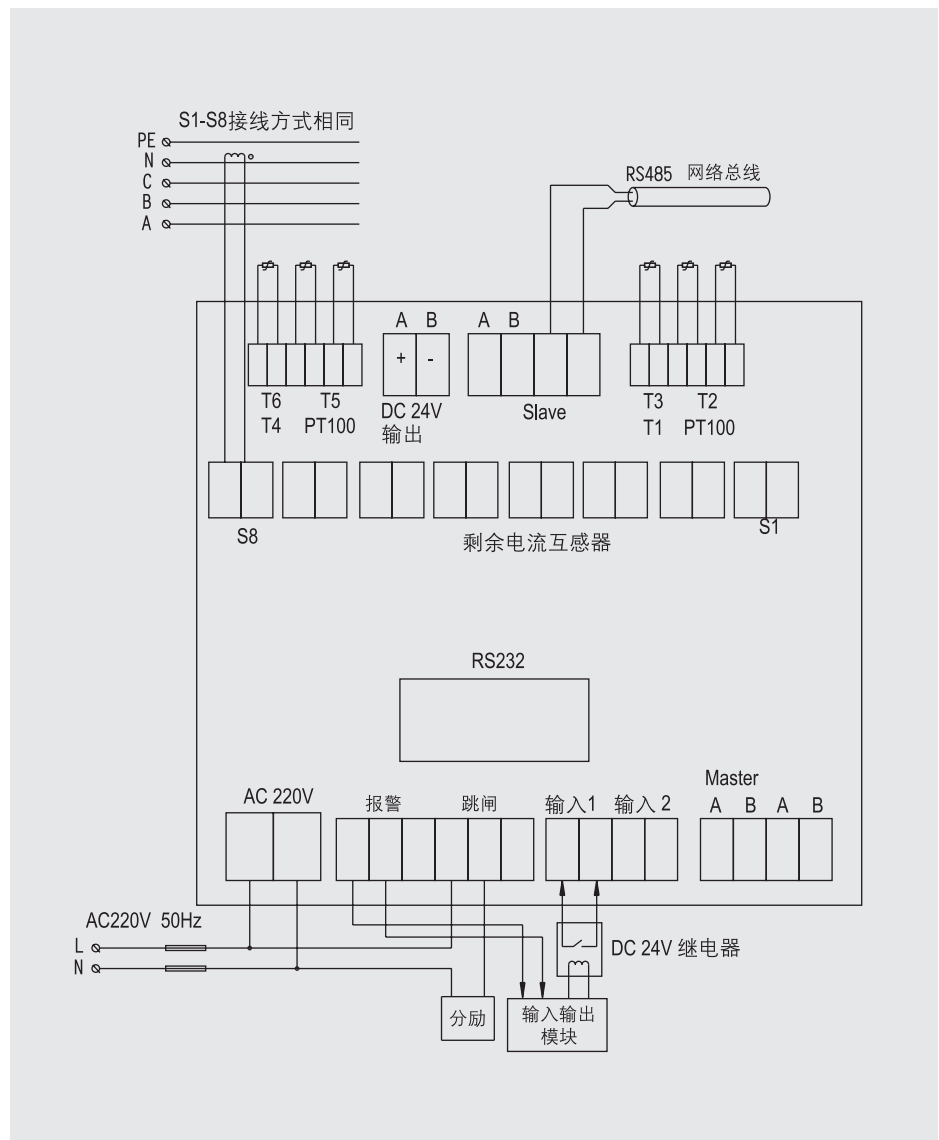 S1-S8接线方式相同
PE
N
C
B
A
RS485 网络总线
A B
A B
+ -
T6 T5
T4 PT100
DC 24V
输出
Slave
T3 T2
T1 PT100
S8
S1
剩余电流互感器
RS232
AC 220V
报警
跳闸
输入1
输入 2
Master
A B A B
AC220V 50Hz
L
N
DC 24V 继电器
分励
输入输出
模块